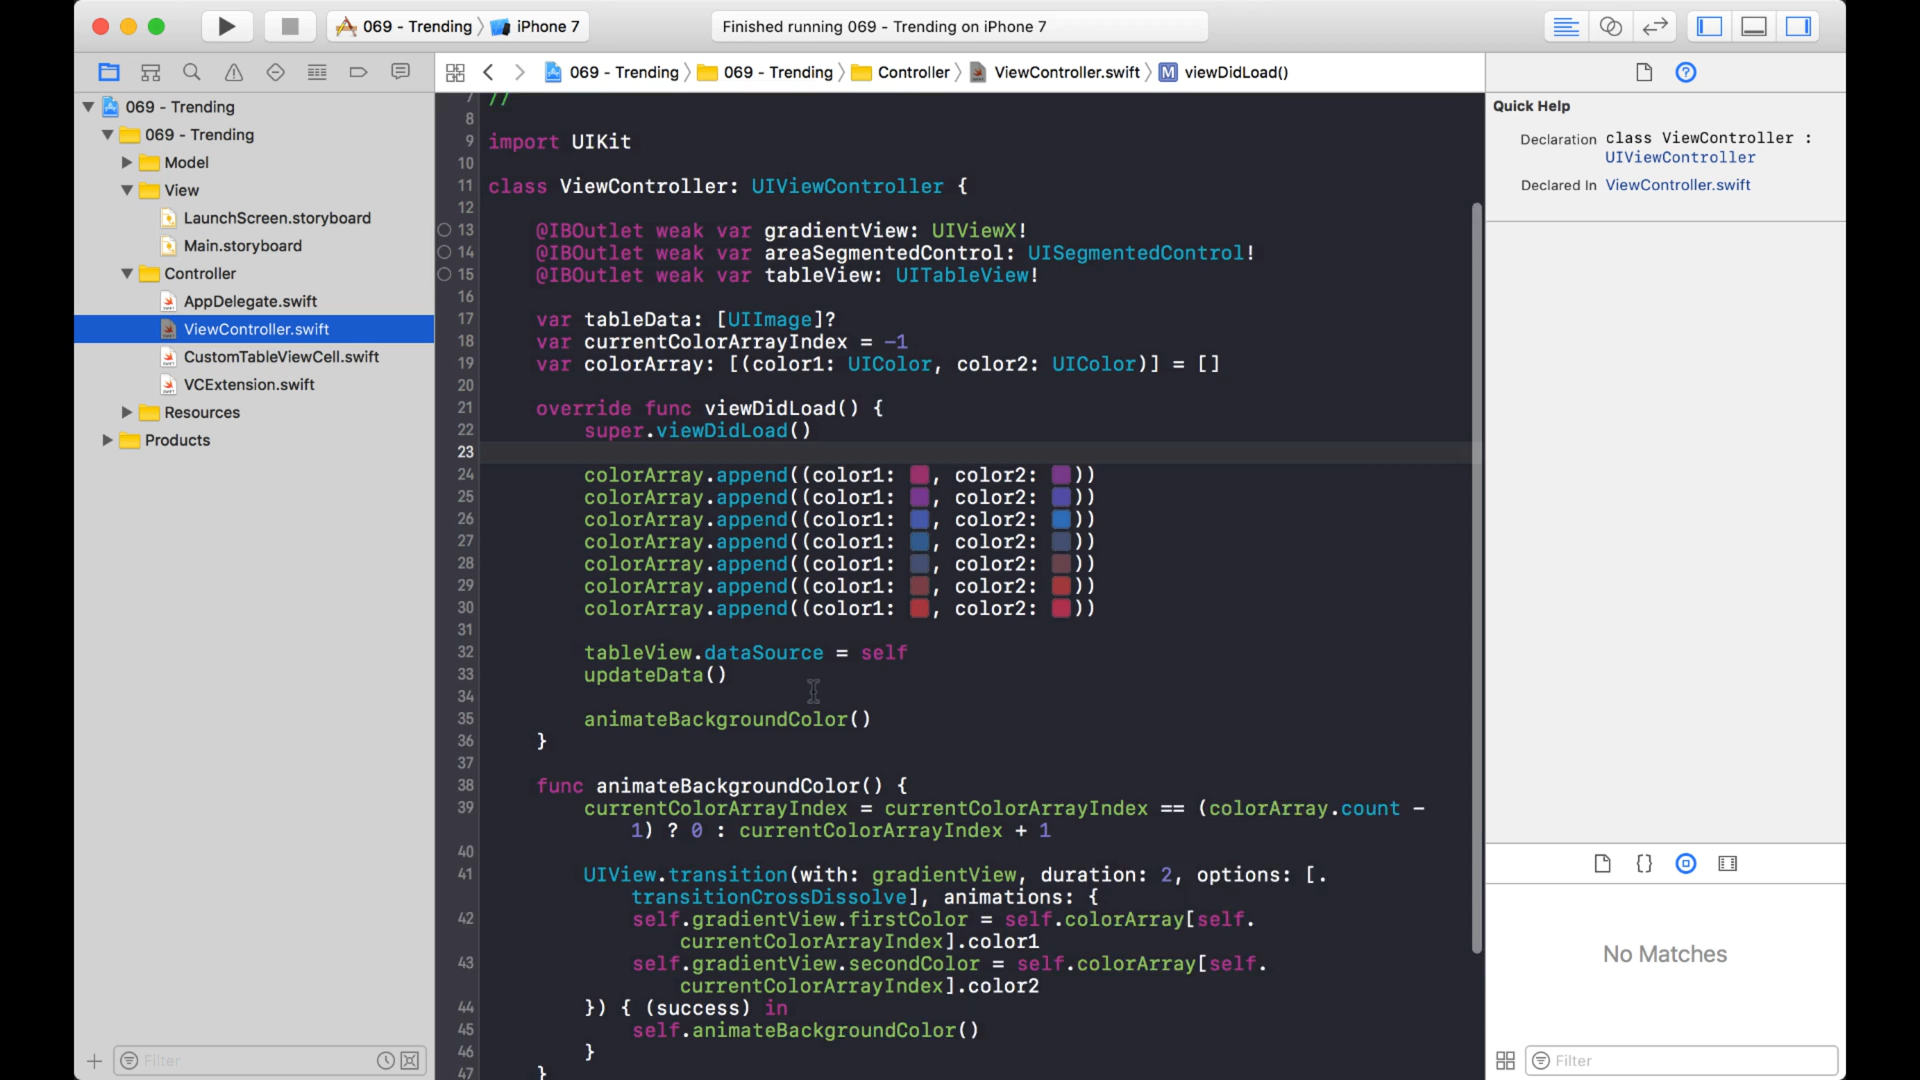 069 - Trending
iPhone 7
Finished running 069 - Trending on iPhone 7
069 - Trending
069 - Trending
Controller
ViewController.swift
M
viewDidLoad()
069 - Trending
069 - Trending
Model
View
LaunchScreen.storyboard
Main.storyboard
Controller
AppDelegate.swift
ViewController.swift
CustomTableViewCell.swift
VCExtension.swift
Resources
Products
Filter
7 //
8
9 import UIKit
10
11 class ViewController: UIViewController {
12
13 @IBOutlet weak var gradientView: UIViewX!
14 @IBOutlet weak var areaSegmentedControl: UISegmentedControl!
15 @IBOutlet weak var tableView: UITableView!
16
17 var tableData: [UIImage]?
18 var currentColorArrayIndex = -1
19 var colorArray: [(color1: UIColor, color2: UIColor)] = []
20
21 override func viewDidLoad() {
22 super.viewDidLoad()
23
24 colorArray.append((color1: , color2: ))
25 colorArray.append((color1: , color2: ))
26 colorArray.append((color1: , color2: ))
27 colorArray.append((color1: , color2: ))
28 colorArray.append((color1: , color2: ))
29 colorArray.append((color1: , color2: ))
30 colorArray.append((color1: , color2: ))
31
32 tableView.dataSource = self
33 updateData()
34
35 animateBackgroundColor()
36 }
37
38 func animateBackgroundColor() {
39 currentColorArrayIndex = currentColorArrayIndex == (colorArray.count -
1) ? 0 : currentColorArrayIndex + 1
40
41 UIView.transition(with: gradientView, duration: 2, options: [.
transitionCrossDissolve], animations: {
42 self.gradientView.firstColor = self.colorArray[self.
currentColorArrayIndex].color1
43 self.gradientView.secondColor = self.colorArray[self.
currentColorArrayIndex].color2
44 }) { (success) in
45 self.animateBackgroundColor()
46 }
47 }
Quick Help
Declaration class ViewController :
UIViewController
Declared In ViewController.swift
No Matches
Filter